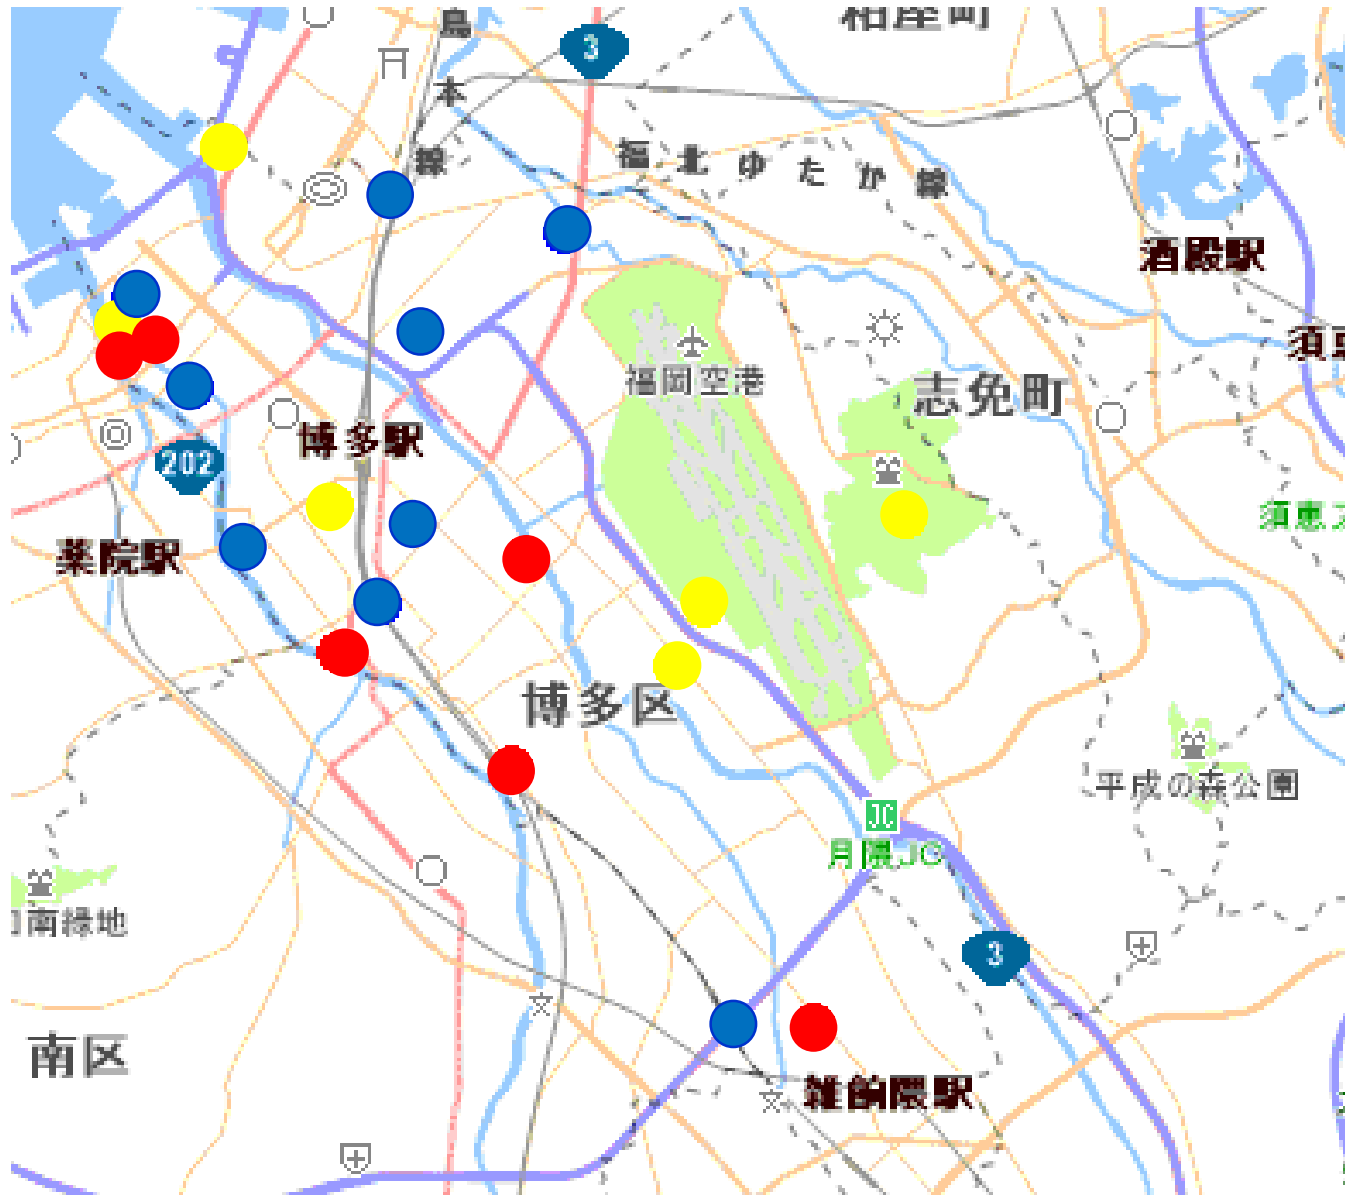 粕屋町
鳥
3
本
線
福北ゆたか線
酒殿駅
須恵
福岡空港
志免町
博多駅
202
須恵ス
薬院駅
博多区
平成の森公園
JC
月隈JC
南緑地
3
南区
雑餉隈駅